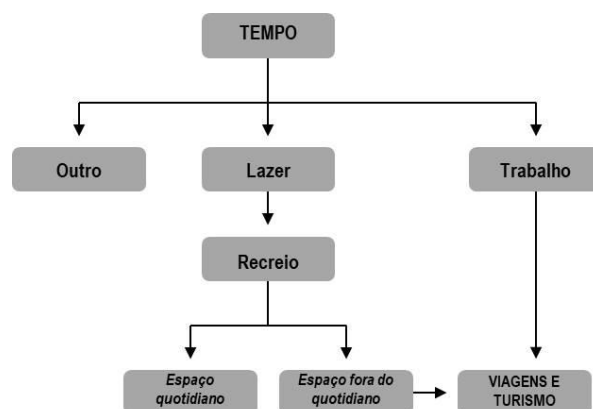 TEMPO
Outro
Lazer
Trabalho
Recreio
Espaço
quotidiano
Espaço fora do
quotidiano
VIAGENS E
TURISMO